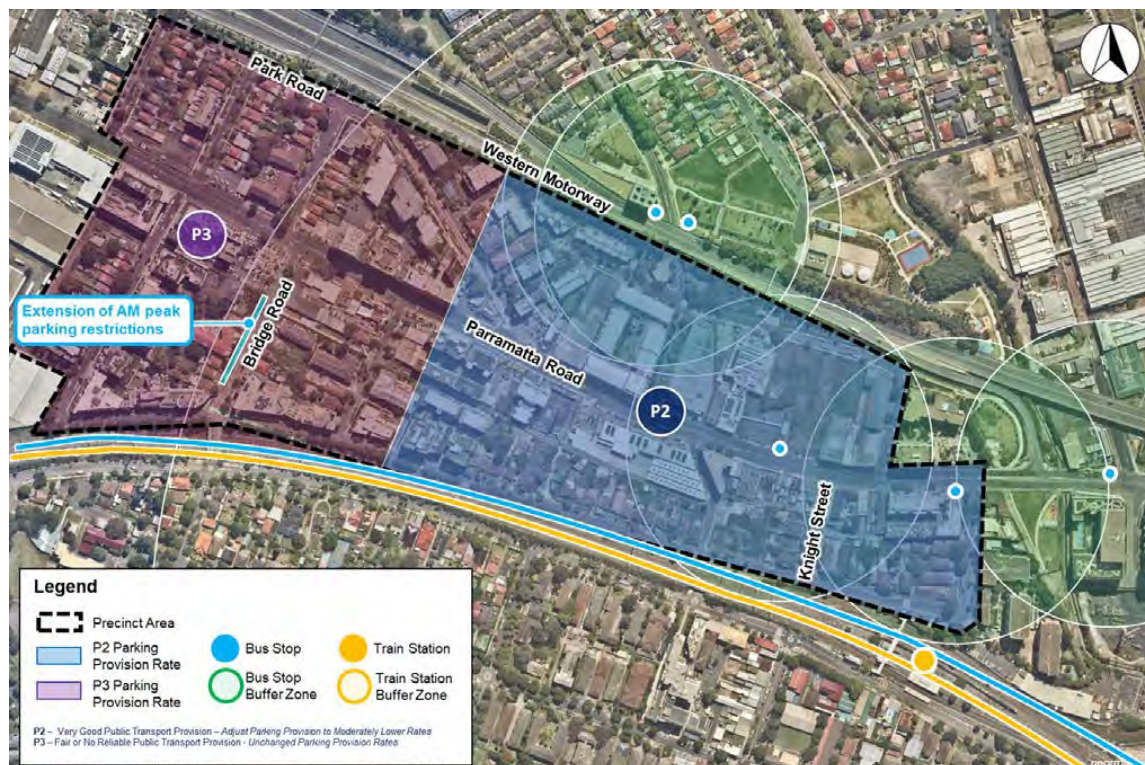 Park Road
Western Motorway
P3
Extension of AM peak
parking restrictions
Bridge Road
Parramatta Road
P2
Knight Street
Legend
Precinct Area
P2 Parking
Provision Rate
P3 Parking
Provision Rate
Bus Stop
Bus Stop
Buffer Zone
Train Station
Train Station
Buffer Zone
P2 – Very Good Public Transport Provision – Adjust Parking Provision to Moderately Lower Rates
P3 – Fair or No Reliable Public Transport Provision - Unchanged Parking Provision Rates